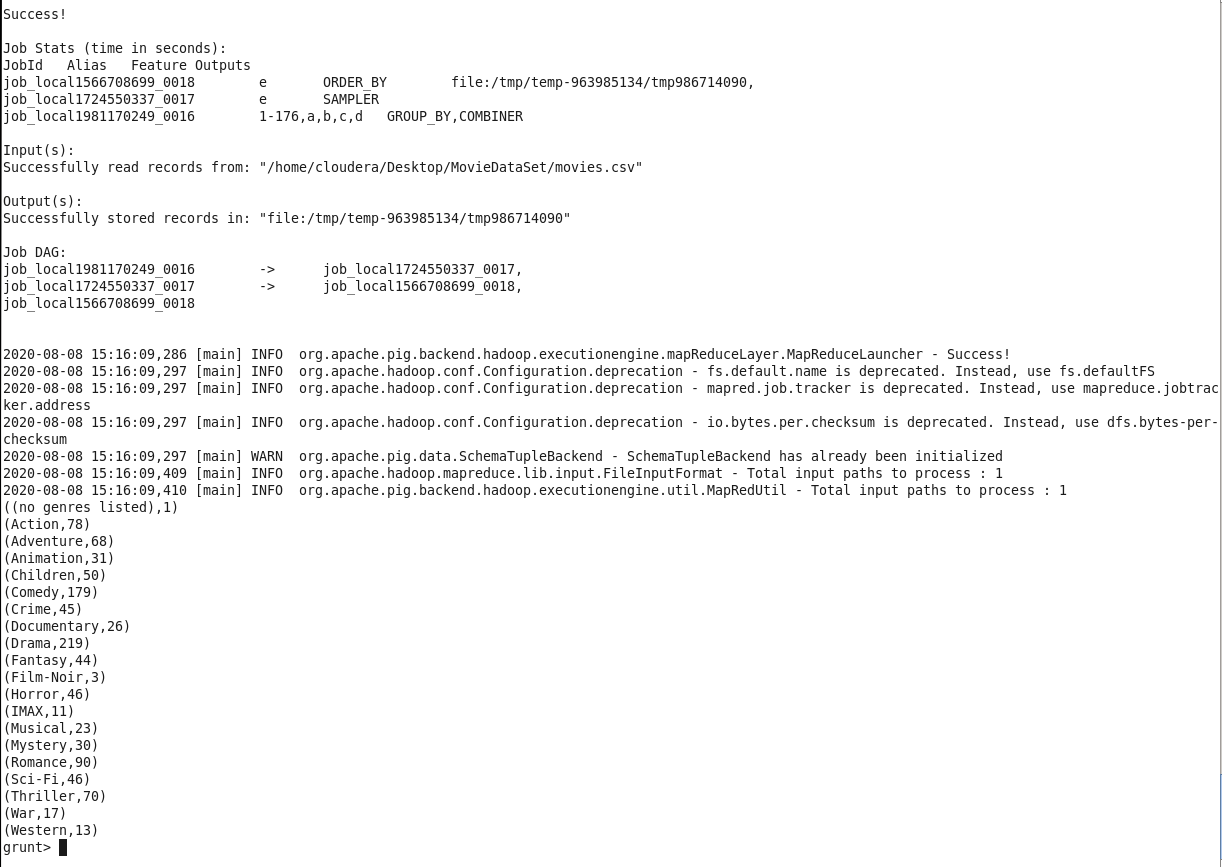 Success!
Job Stats (time in seconds):
JobId Alias Feature Outputs
job_local1566708699_0018 e ORDER_BY file:/tmp/temp-963985134/tmp986714090,
job_local1724550337_0017 e SAMPLER
job_local1981170249_0016 1-176,a,b,c,d GROUP_BY,COMBINER
Input(s):
Successfully read records from: "/home/cloudera/Desktop/MovieDataSet/movies.csv"
Output(s):
Successfully stored records in: "file:/tmp/temp-963985134/tmp986714090"
Job DAG:
job_local1981170249_0016 -> job_local1724550337_0017,
job_local1724550337_0017 -> job_local1566708699_0018,
job_local1566708699_0018
2020-08-08 15:16:09,286 [main] INFO org.apache.pig.backend.hadoop.executionengine.mapReduceLayer.MapReduceLauncher - Success!
2020-08-08 15:16:09,297 [main] INFO org.apache.hadoop.conf.Configuration.deprecation - fs.default.name is deprecated. Instead, use fs.defaultFS
2020-08-08 15:16:09,297 [main] INFO org.apache.hadoop.conf.Configuration.deprecation - mapred.job.tracker is deprecated. Instead, use mapreduce.jobtrac
ker.address
2020-08-08 15:16:09,297 [main] INFO org.apache.hadoop.conf.Configuration.deprecation - io.bytes.per.checksum is deprecated. Instead, use dfs.bytes-per-
checksum
2020-08-08 15:16:09,297 [main] WARN org.apache.pig.data.SchemaTupleBackend - SchemaTupleBackend has already been initialized
2020-08-08 15:16:09,409 [main] INFO org.apache.hadoop.mapreduce.lib.input.FileInputFormat - Total input paths to process : 1
2020-08-08 15:16:09,410 [main] INFO org.apache.pig.backend.hadoop.executionengine.util.MapRedUtil - Total input paths to process : 1
((no genres listed),1)
(Action,78)
(Adventure,68)
(Animation,31)
(Children,50)
(Comedy,179)
(Crime,45)
(Documentary,26)
(Drama,219)
(Fantasy,44)
(Film-Noir,3)
(Horror,46)
(IMAX,11)
(Musical,23)
(Mystery,30)
(Romance,90)
(Sci-Fi,46)
(Thriller,70)
(War,17)
(Western,13)
grunt>